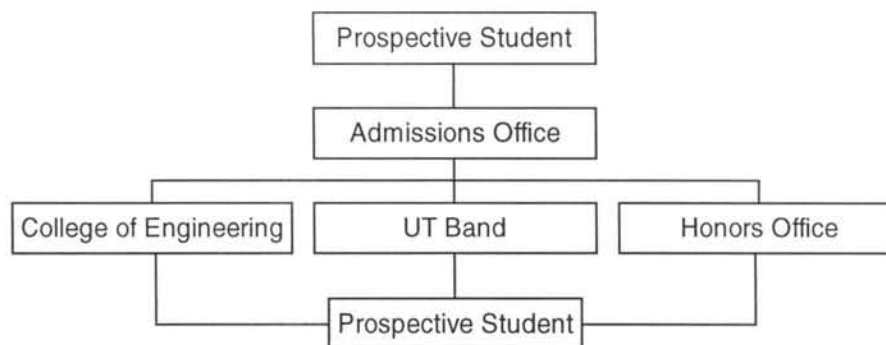 Prospective Student
Admissions Office
College of Engineering
UT Band
Honors Office
Prospective Student